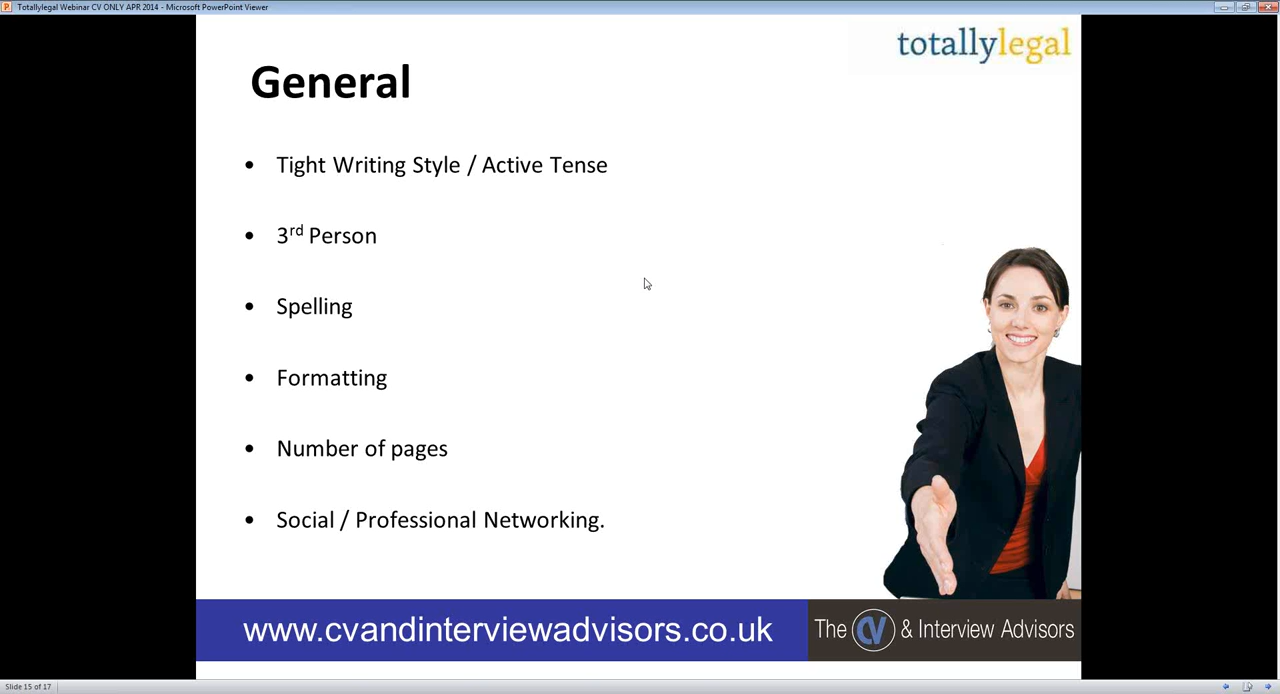 Totallylegal Webinar CV ONLY APR 2014 - Microsoft PowerPoint Viewer
totallylegal
General
• Tight Writing Style / Active Tense
• 3rd Person
• Spelling
• Formatting
• Number of pages
• Social / Professional Networking.
www.cvandinterviewadvisors.co.uk
The CV & Interview Advisors
Slide 15 of 17